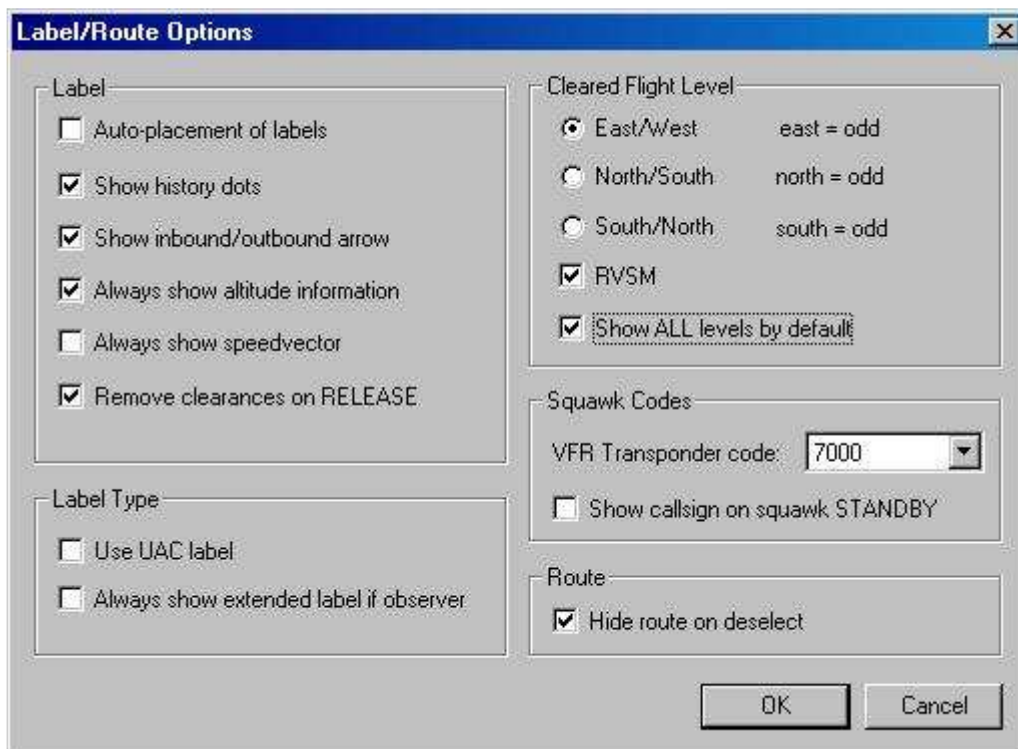 Label/Route Options
Label
Auto-placement of labels
Show history dots
Show inbound/outbound arrow
Always show altitude information
Always show speedvector
Remove clearances on RELEASE
Label Type
Use UAC label
Always show extended label if observer
Cleared Flight Level
East/West east = odd
North/South north = odd
South/North south = odd
RVSM
Show ALL levels by default
Squawk Codes
VFR Transponder code: 7000
Show callsign on squawk STANDBY
Route
Hide route on deselect
OK Cancel